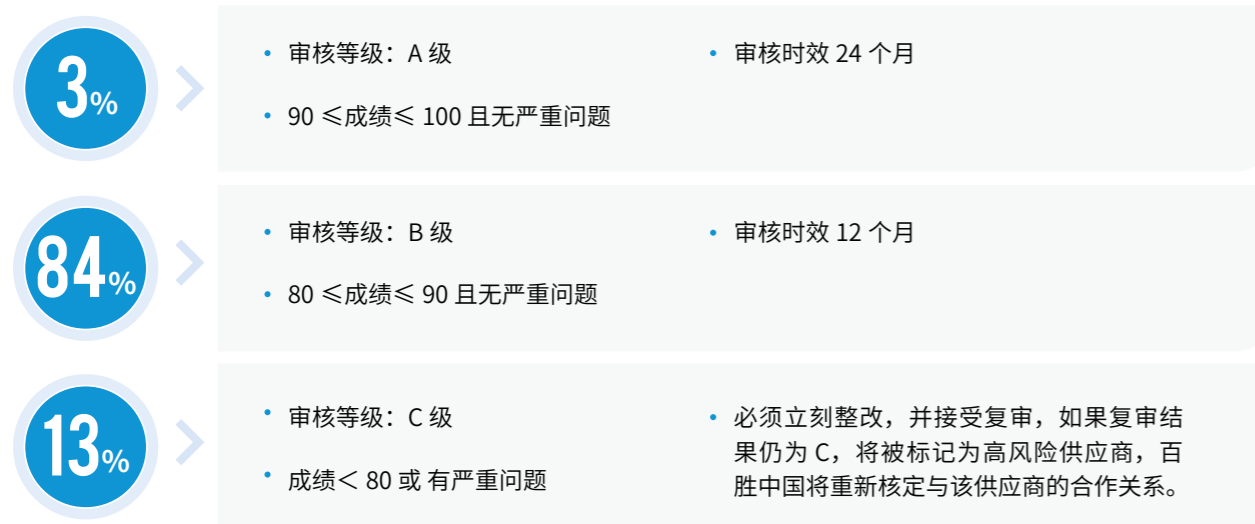 3%
审核等级：A 级
审核时效 24 个月
90 ≤成绩≤ 100 且无严重问题
84%
审核等级：B 级
审核时效 12 个月
80 ≤成绩≤ 90 且无严重问题
13%
审核等级：C 级
成绩＜ 80 或 有严重问题
必须立刻整改，并接受复审，如果复审结
果仍为 C，将被标记为高风险供应商，百
胜中国将重新核定与该供应商的合作关系。